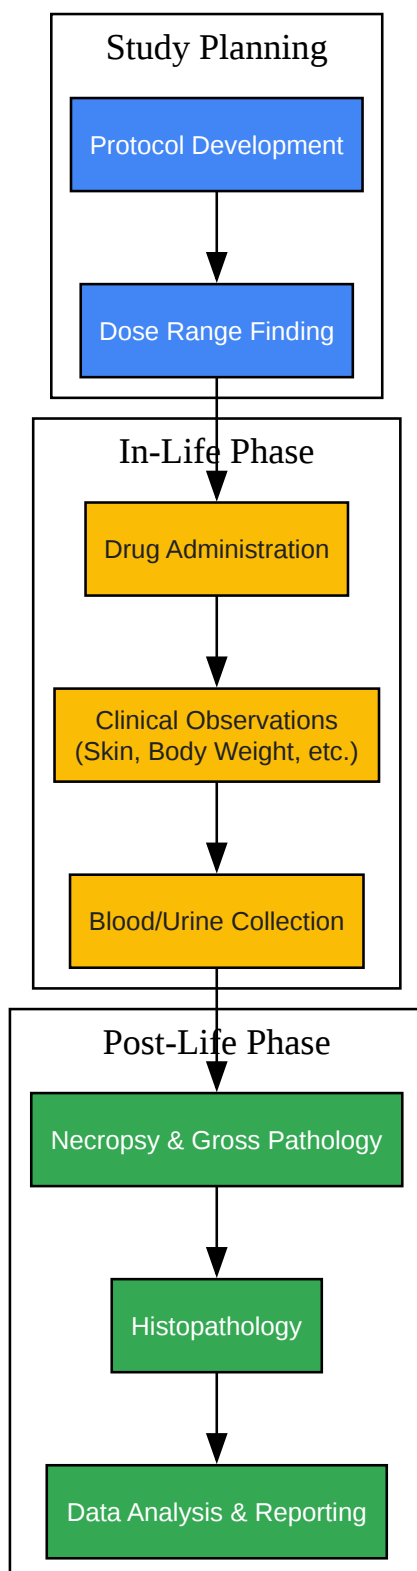 Study Planning
Protocol Development
Dose Range Finding
In-Life Phase
Drug Administration
Clinical Observations
(Skin, Body Weight, etc.)
Blood/Urine Collection
Post-Life Phase
Necropsy & Gross Pathology
Histopathology
Data Analysis & Reporting